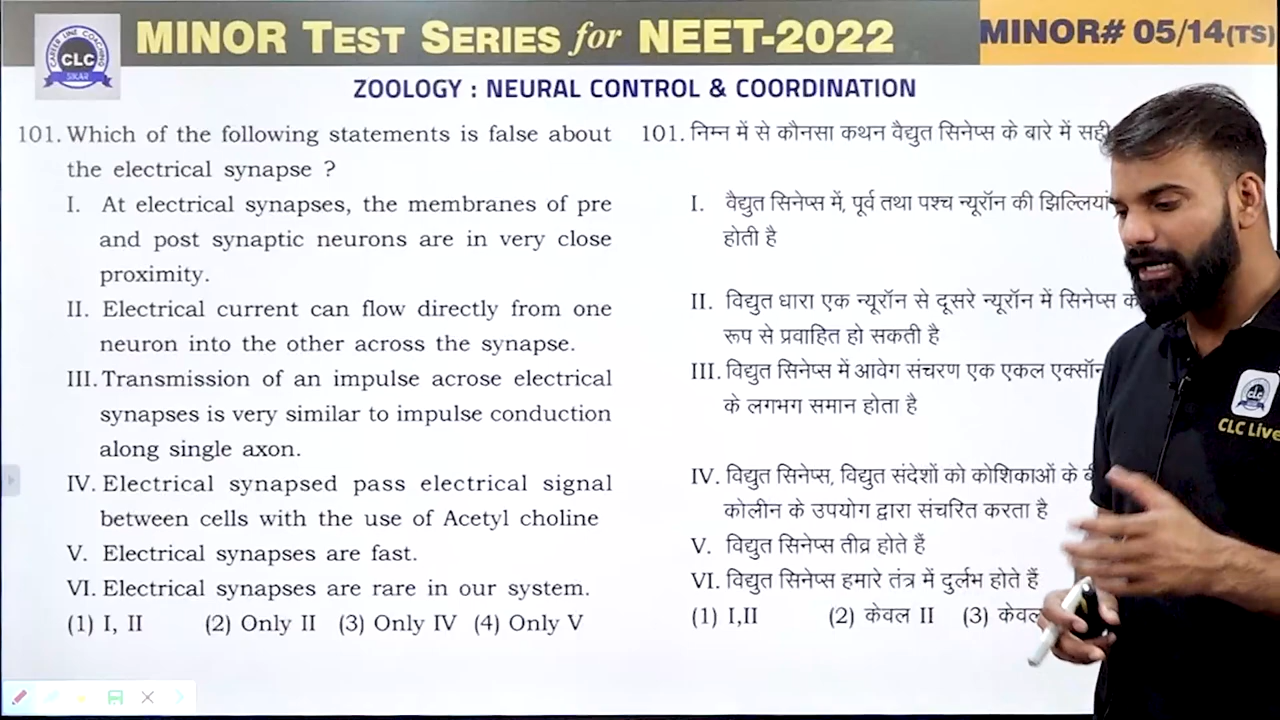 MINOR TEST SERIES for NEET-2022
MINOR# 05/14(TS)
CAREER LINE COACHING
CLC
SIKAR
ZOOLOGY : NEURAL CONTROL & COORDINATION
101. Which of the following statements is false about
the electrical synapse ?
I. At electrical synapses, the membranes of pre
and post synaptic neurons are in very close
proximity.
II. Electrical current can flow directly from one
neuron into the other across the synapse.
III. Transmission of an impulse acrose electrical
synapses is very similar to impulse conduction
along single axon.
IV. Electrical synapsed pass electrical signal
between cells with the use of Acetyl choline
V. Electrical synapses are fast.
VI. Electrical synapses are rare in our system.
(1) I, II (2) Only II (3) Only IV (4) Only V
101. निम्न में से कौनसा कथन वैद्युत सिनेप्स के बारे में सही
I. वैद्युत सिनेप्स में, पूर्व तथा पश्च न्यूरॉन की झिल्लियां
होती है
II. विद्युत धारा एक न्यूरॉन से दूसरे न्यूरॉन में सिनेप्स
रूप से प्रवाहित हो सकती है
III. विद्युत सिनेप्स में आवेग संचरण एक एकल एक्सॉन
के लगभग समान होता है
IV. विद्युत सिनेप्स, विद्युत संदेशों को कोशिकाओं के
कोलीन के उपयोग द्वारा संचरित करता है
V. विद्युत सिनेप्स तीव्र होते हैं
VI. विद्युत सिनेप्स हमारे तंत्र में दुर्लभ होते हैं
(1) I,II (2) केवल II (3) केवल
CLC
CLC Live